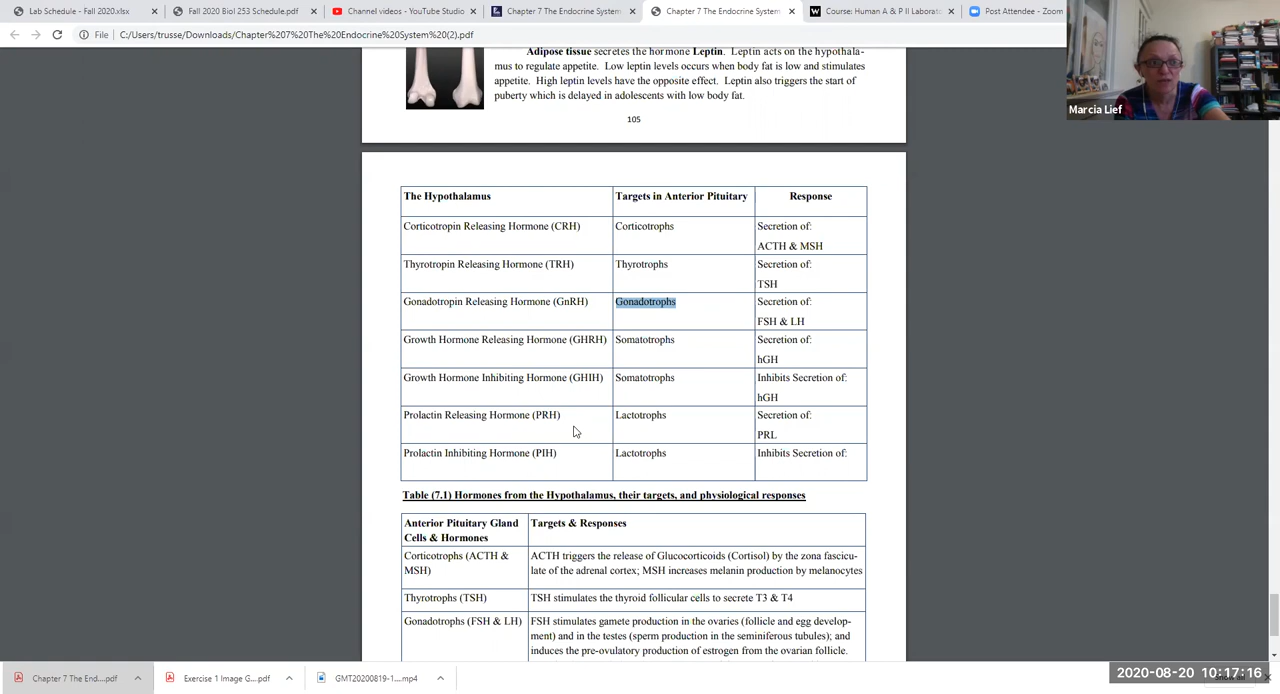 Lab Schedule - Fall 2020.xlsx
Fall 2020 Biol 253 Schedule.pdf
Channel videos - YouTube Studio
Chapter 7 The Endocrine System
Chapter 7 The Endocrine System
Course: Human A & P II Laborat
Post Attendee - Zoom
File | C:/Users/trusse/Downloads/Chapter%207%20The%20Endocrine%20System%20(2).pdf
Marcia Lief
Adipose tissue secretes the hormone Leptin. Leptin acts on the hypothala-
mus to regulate appetite. Low leptin levels occurs when body fat is low and stimulates
appetite. High leptin levels have the opposite effect. Leptin also triggers the start of
puberty which is delayed in adolescents with low body fat.
105
The Hypothalamus Targets in Anterior Pituitary Response
Corticotropin Releasing Hormone (CRH) Corticotrophs Secretion of:
ACTH & MSH
Thyrotropin Releasing Hormone (TRH) Thyrotrophs Secretion of:
TSH
Gonadotropin Releasing Hormone (GnRH) Gonadotrophs Secretion of:
FSH & LH
Growth Hormone Releasing Hormone (GHRH) Somatotrophs Secretion of:
hGH
Growth Hormone Inhibiting Hormone (GHIH) Somatotrophs Inhibits Secretion of:
hGH
Prolactin Releasing Hormone (PRH) Lactotrophs Secretion of:
PRL
Prolactin Inhibiting Hormone (PIH) Lactotrophs Inhibits Secretion of:
Table (7.1) Hormones from the Hypothalamus, their targets, and physiological responses
Anterior Pituitary Gland Targets & Responses
Cells & Hormones
Corticotrophs (ACTH & ACTH triggers the release of Glucocorticoids (Cortisol) by the zona fascicu-
MSH) late of the adrenal cortex; MSH increases melanin production by melanocytes
Thyrotrophs (TSH) TSH stimulates the thyroid follicular cells to secrete T3 & T4
Gonadotrophs (FSH & LH) FSH stimulates gamete production in the ovaries (follicle and egg develop-
ment) and in the testes (sperm production in the seminiferous tubules); and
induces the pre-ovulatory production of estrogen from the ovarian follicle.
Chapter 7 The End....pdf
Exercise 1 Image G...pdf
GMT20200819-1....mp4
2020-08-20 10:17:16